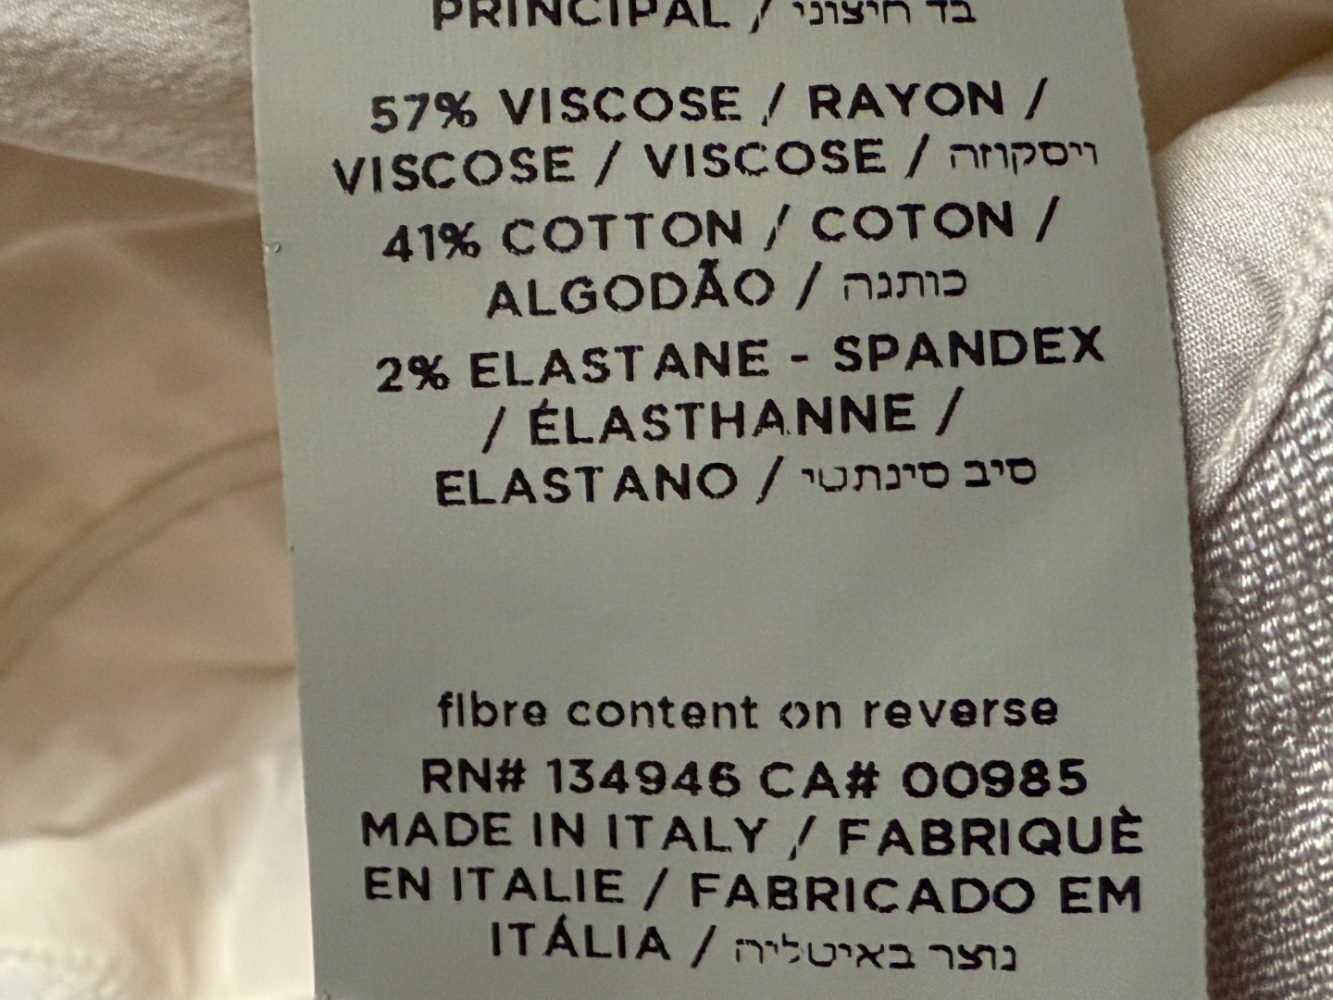 PRINCIPAL / בד חיצוני
57% VISCOSE / RAYON /
VISCOSE / VISCOSE / ויסקוזה
41% COTTON / COTON /
ALGODÃO / כותנה
2% ELASTANE - SPANDEX
/ ÉLASTHANNE /
ELASTANO / סיב סינתטי
fibre content on reverse
RN# 134946 CA# 00985
MADE IN ITALY / FABRIQUÈ
EN ITALIE / FABRICADO EM
ITÁLIA / נוצר באיטליה